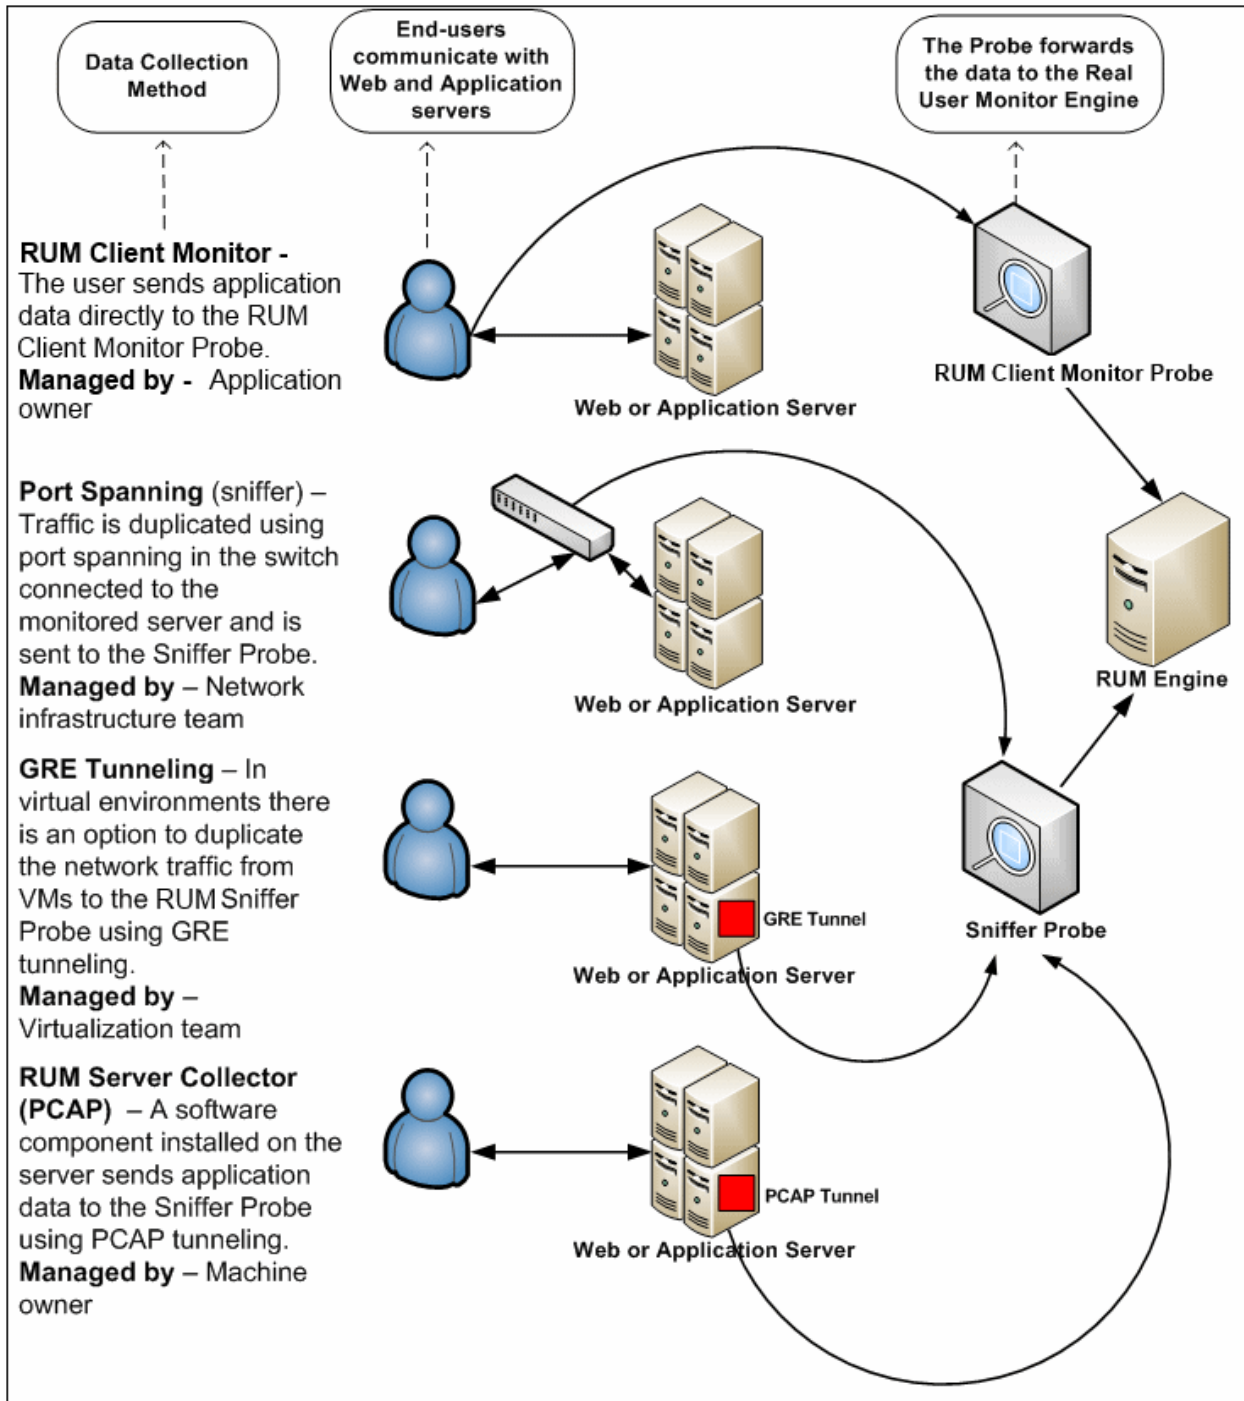 Data Collection
Method
End-users
communicate with
Web and Application
servers
The Probe forwards
the data to the Real
User Monitor Engine
RUM Client Monitor -
The user sends application
data directly to the RUM
Client Monitor Probe.
Managed by - Application
owner
Web or Application Server
RUM Client Monitor Probe
Port Spanning (sniffer) –
Traffic is duplicated using
port spanning in the switch
connected to the
monitored server and is
sent to the Sniffer Probe.
Managed by – Network
infrastructure team
Web or Application Server
RUM Engine
GRE Tunneling – In
virtual environments there
is an option to duplicate
the network traffic from
VMs to the RUM Sniffer
Probe using GRE
tunneling.
Managed by –
Virtualization team
GRE Tunnel
Web or Application Server
Sniffer Probe
RUM Server Collector
(PCAP) – A software
component installed on the
server sends application
data to the Sniffer Probe
using PCAP tunneling.
Managed by – Machine
owner
PCAP Tunnel
Web or Application Server